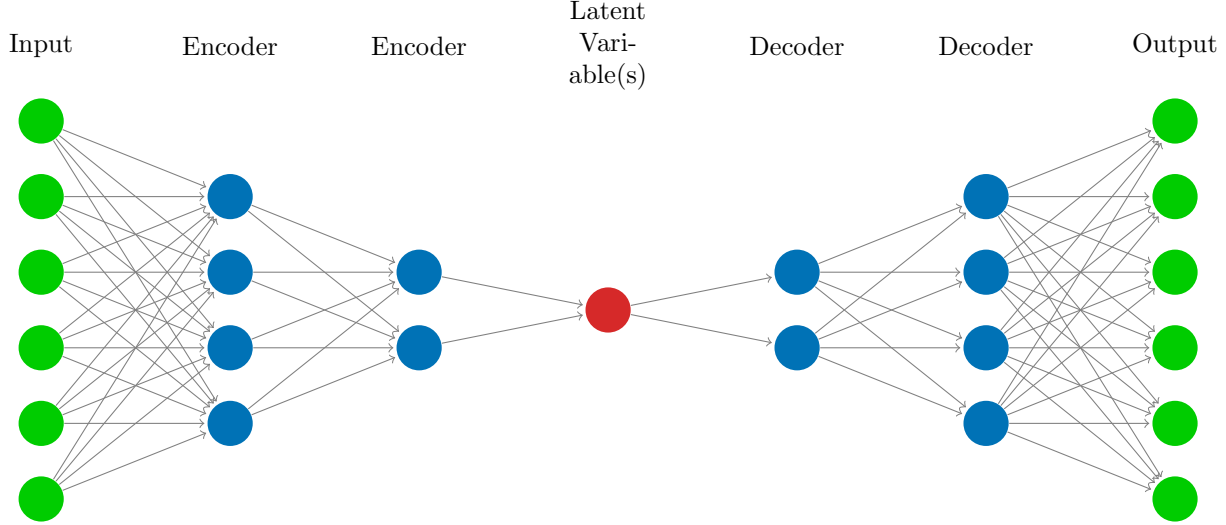 Input
Encoder
Encoder
Latent
Vari-
able(s)
Decoder
Decoder
Output